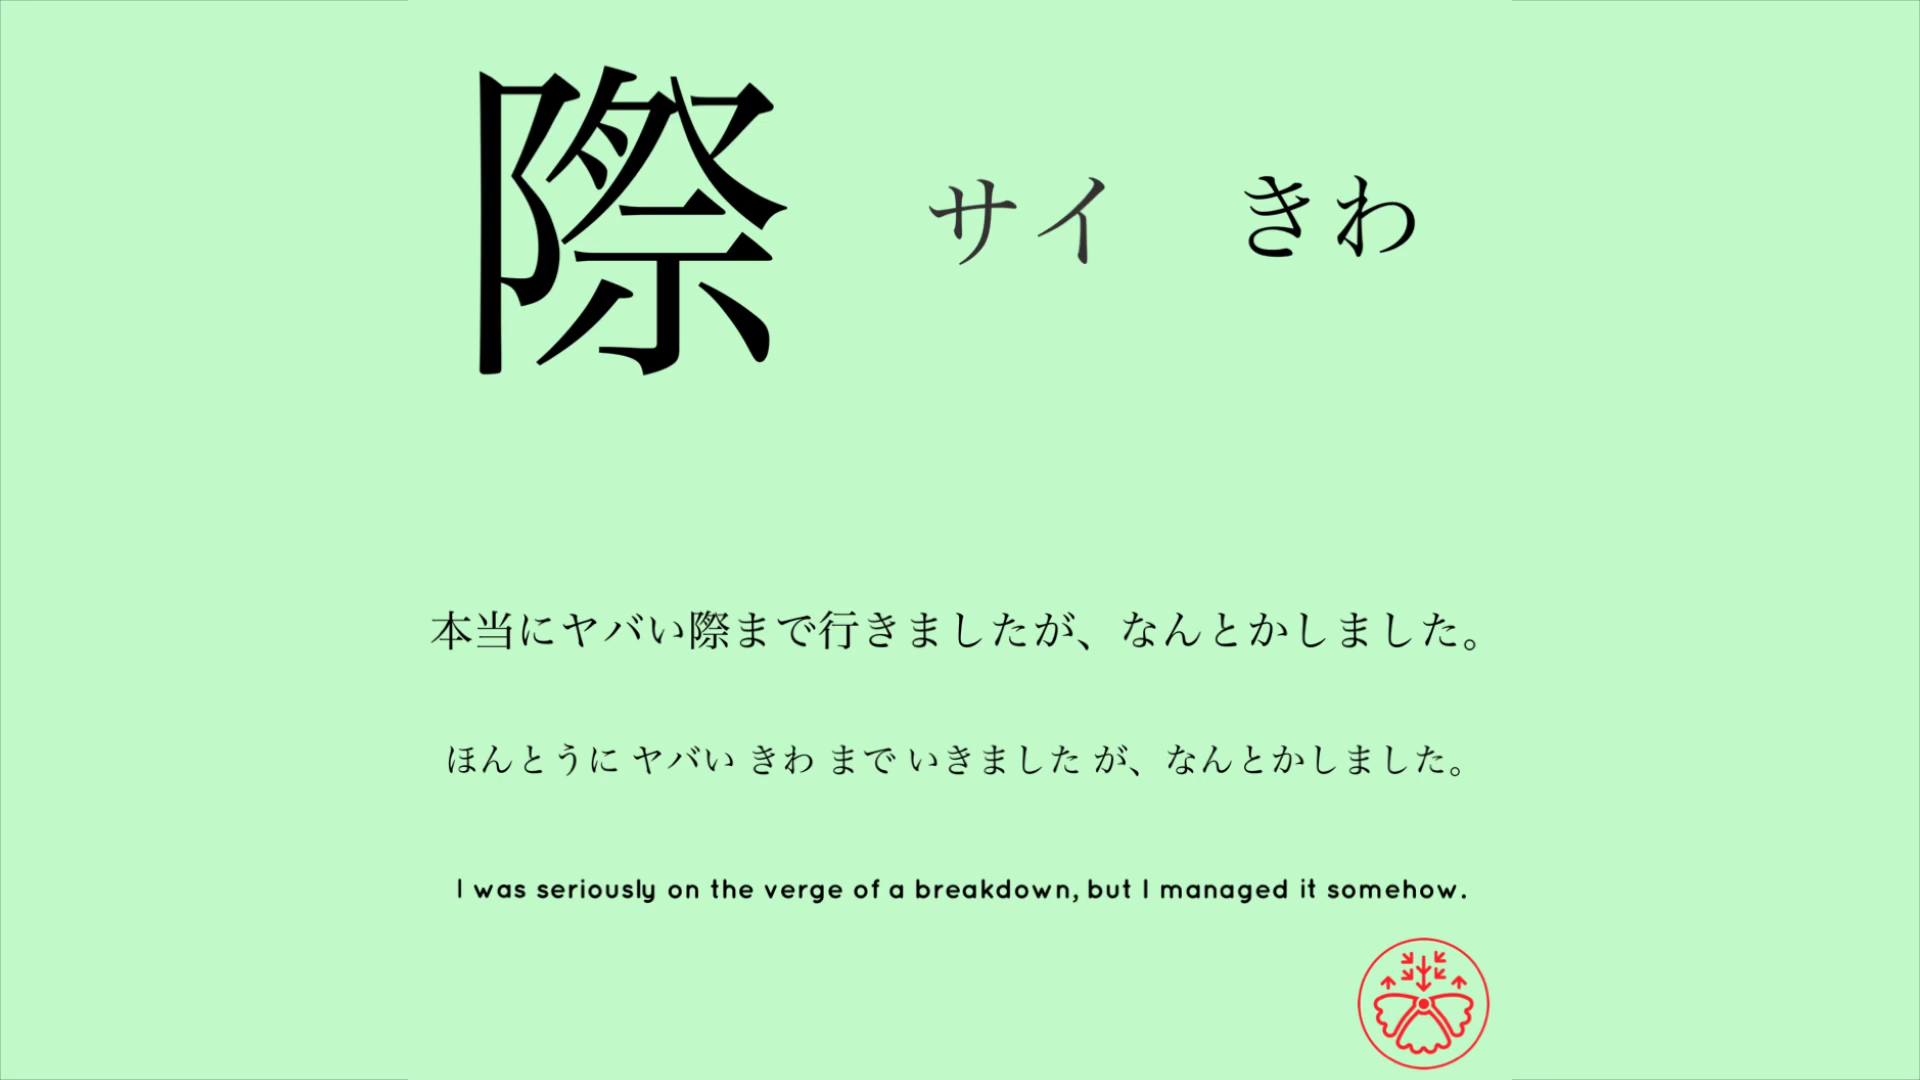 際 サイ きわ
本当にヤバい際まで行きましたが、なんとかしました。
ほんとうに ヤバい きわ まで いきました が、なんとかしました。
I was seriously on the verge of a breakdown, but I managed it somehow.